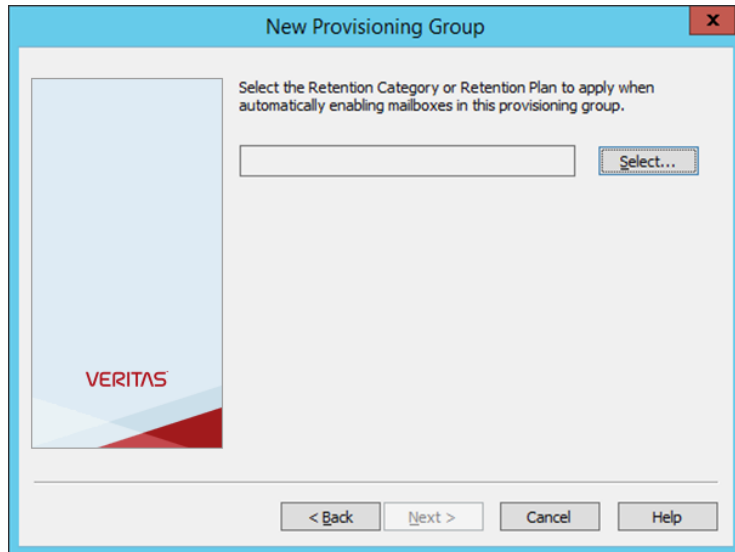 New Provisioning Group
x
Select the Retention Category or Retention Plan to apply when
automatically enabling mailboxes in this provisioning group.
Select...
VERITAS
< Back
Next >
Cancel
Help